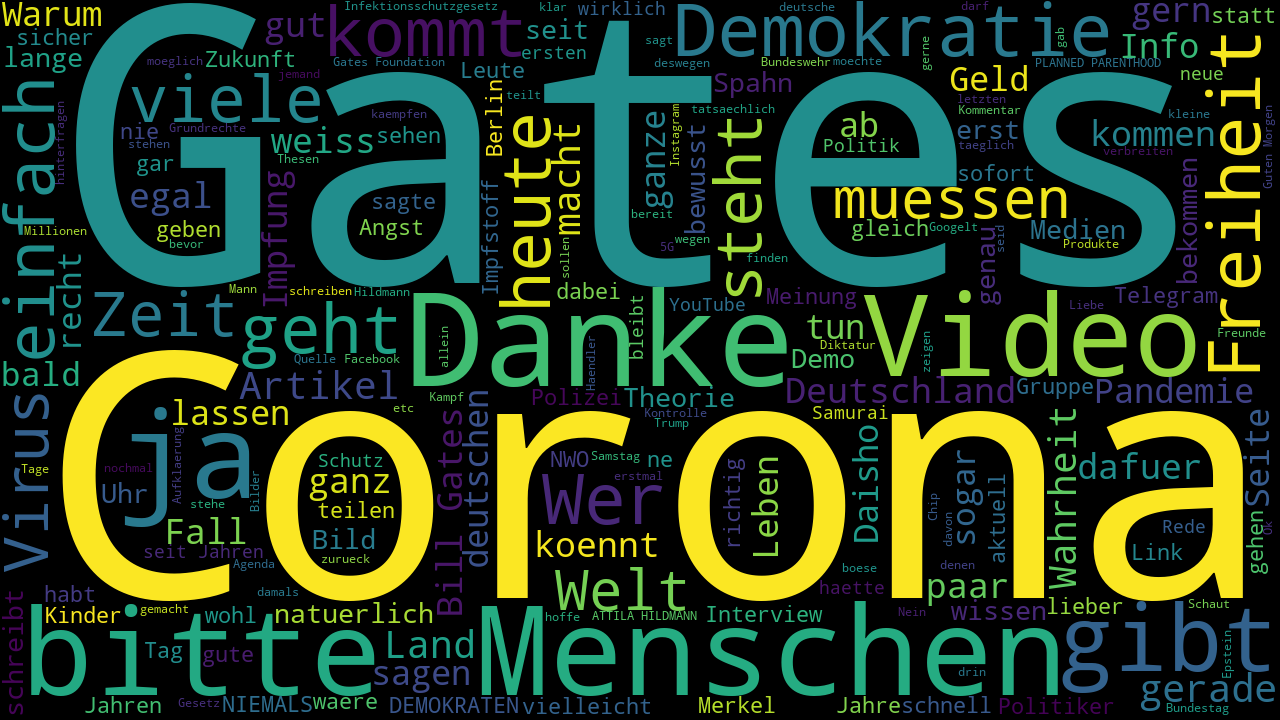 Warum
gut
Infektionsschutzgesetz
klar
wirklich
deutsche
darf
gern
statt
sicher
kommt
seit
Demokratie
gab
Info
lange
Zukunft
sagt
ersten
gerne
moeglich
Gates Foundation
Leute
deswegen
Bundeswehr
moechte
PLANNED PARENTHOOD
neue
jemand
Gates
Spahn
Geld
einfach
viele
teilt
Berlin
letzten
Freiheit
hinterfragen
kaempfen
tatsaechlich
Kommentar
kleine
nie
Grundrechte
weiss
sehen
heute
macht
ganze
Instagram
bewusst
steht
ab
erst
kommen
Guten Morgen
stehen
Thesen
Politik
taeglich
verbreiten
gar
egal
Impfung
sagte
sofort
muessen
bekommen
Millionen
geben
Angst
Impfstoff
bereit
gleich
Googelt
genau
seid
Medien
bevor
sollen
5G
wegen
finden
Produkte
recht
Mann
schreiben
Hildmann
dabei
YouTube
Meinung
Telegram
Liebe
Zeit
geht
Danke
bleibt
tun
Video
Quelle
Facebook
allein
Haendler
Demo
Diktatur
zeigen
Freunde
bald
Artikel
Kampf
Polizei
Theorie
Deutschland
Gruppe
Pandemie
Virus
lassen
etc
Kontrolle
Trump
Samurai
Corona
ja
Aufklaerung
Bilder
Schutz
Bill Gates
deutschen
NWO
Samstag
ne
Daisho
sogar
Wahrheit
dafuer
Seite
Tage
nochmal
ganz
erstmal
Wer
richtig
Leben
Uhr
stehe
teilen
Chip
davon
aktuell
Rede
gehen
Ok
Fall
Bild
koennt
Link
seit Jahren
zurueck
Agenda
boese
denen
habt
damals
Welt
haette
paar
schreibt
Kinder
gemacht
wohl
natuerlich
hoffe
ATTILA HILDMANN
Interview
Nein
wissen
lieber
Schaut
bitte
Menschen
gibt
Tag
gute
Land
sagen
drin
Epstein
gerade
Jahren
Gesetz
NIEMALS
waere
DEMOKRATEN
vielleicht
Merkel
Jahre
schnell
Politiker
Bundestag